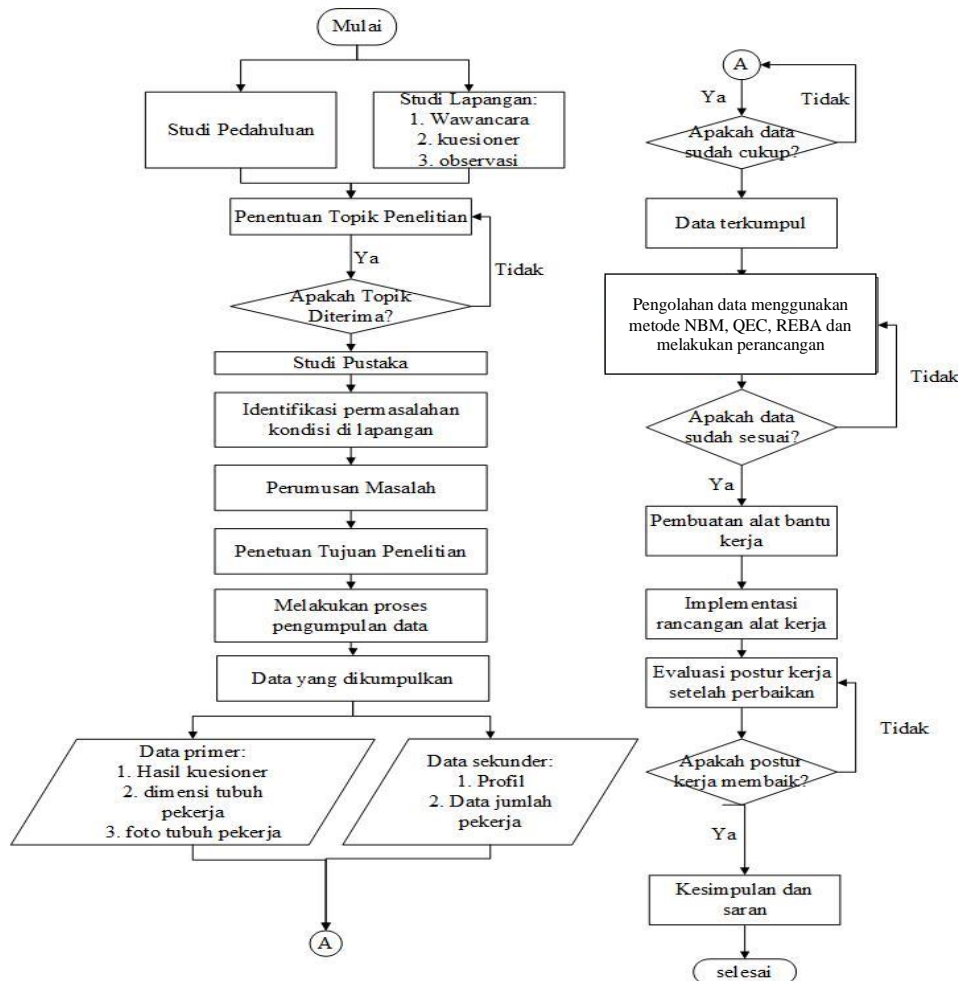 Mulai
Studi Pedahuluan
Studi Lapangan:
1. Wawancara
2. kuesioner
3. observasi
Penentuan Topik Penelitian
Ya
Tidak
Apakah Topik
Diterima?
Studi Pustaka
Identifikasi permasalahan
kondisi di lapangan
Perumusan Masalah
Penetuan Tujuan Penelitian
Melakukan proses
pengumpulan data
Data yang dikumpulkan
Data primer:
1. Hasil kuesioner
2. dimensi tubuh
pekerja
3. foto tubuh pekerja
Data sekunder:
1. Profil
2. Data jumlah
pekerja
A
A
Ya
Tidak
Apakah data
sudah cukup?
Data terkumpul
Pengolahan data menggunakan
metode NBM, QEC, REBA dan
melakukan perancangan
Tidak
Apakah data
sudah sesuai?
Ya
Pembuatan alat bantu
kerja
Implementasi
rancangan alat kerja
Evaluasi postur kerja
setelah perbaikan
Tidak
Apakah postur
kerja membaik?
Ya
Kesimpulan dan
saran
selesai